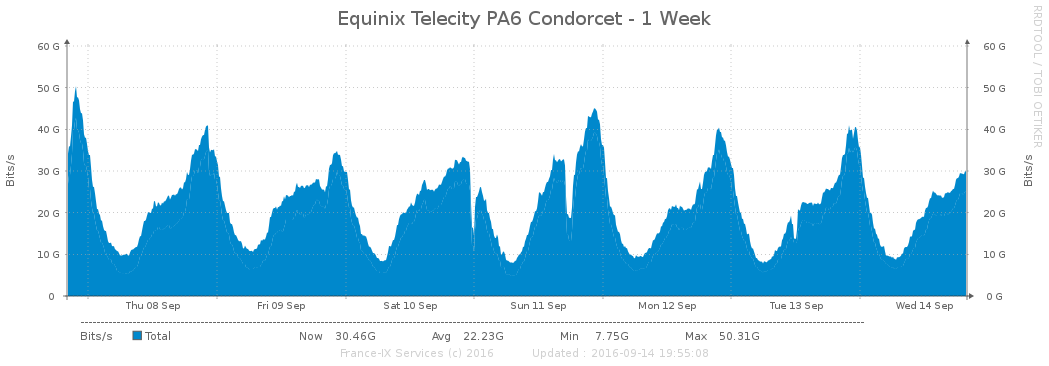 Equinix Telecity PA6 Condorcet - 1 Week
RRDTOOL / TOBI OETIKER
Bits/s
60 G 60 G
50 G 50 G
40 G 40 G
30 G 30 G
20 G 20 G
10 G 10 G
0 0 G
Bits/s
Thu 08 Sep Fri 09 Sep Sat 10 Sep Sun 11 Sep Mon 12 Sep Tue 13 Sep Wed 14 Sep
Bits/s Total Now 30.46G Avg 22.23G Min 7.75G Max 50.31G
France-IX Services (c) 2016 Updated : 2016-09-14 19:55:08